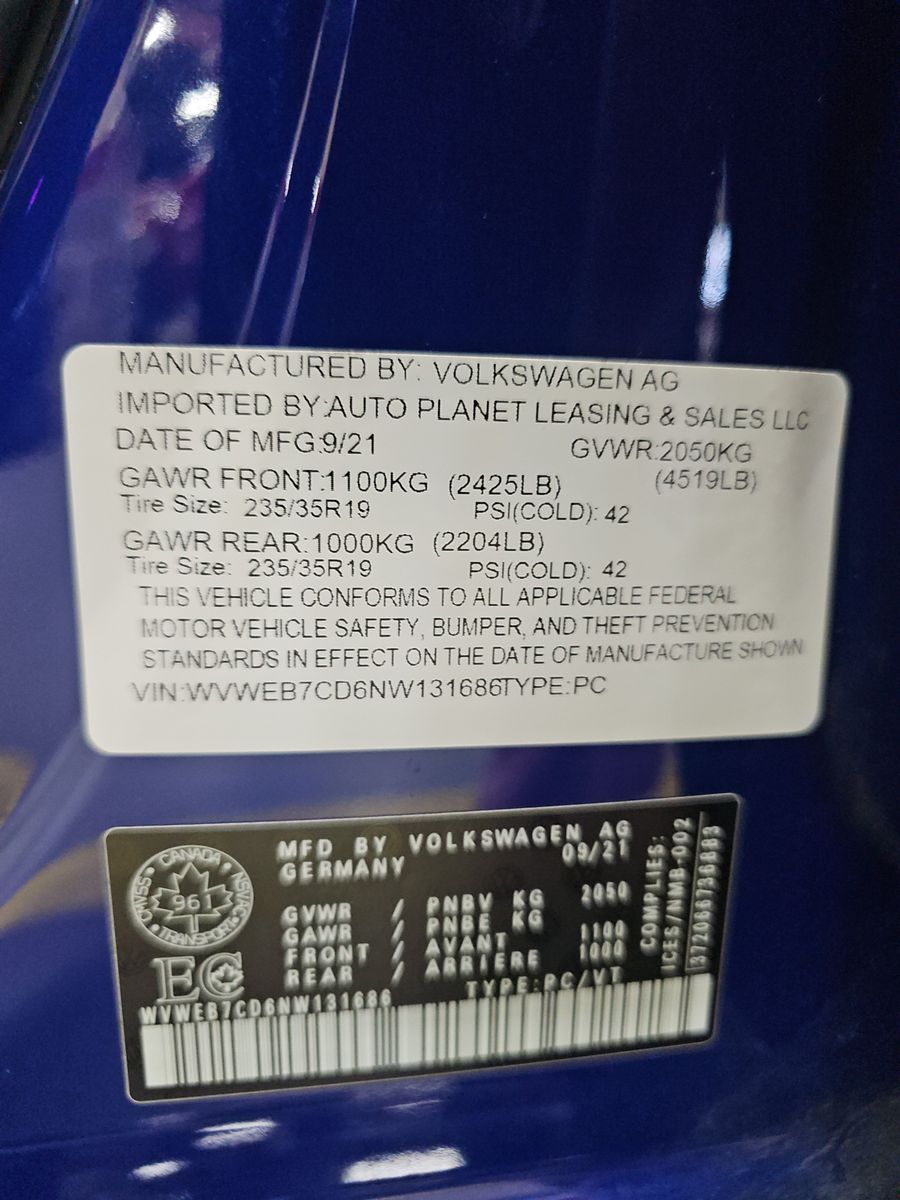 MANUFACTURED BY: VOLKSWAGEN AG
IMPORTED BY:AUTO PLANET LEASING & SALES LLC
DATE OF MFG:9/21 GVWR:2050KG
GAWR FRONT:1100KG (2425LB) (4519LB)
Tire Size: 235/35R19 PSI(COLD): 42
GAWR REAR:1000KG (2204LB)
Tire Size: 235/35R19 PSI(COLD): 42
THIS VEHICLE CONFORMS TO ALL APPLICABLE FEDERAL
MOTOR VEHICLE SAFETY, BUMPER, AND THEFT PREVENTION
STANDARDS IN EFFECT ON THE DATE OF MANUFACTURE SHOWN
VIN:WVWEB7CD6NW131686TYPE:PC
CANADA
961
TRANSPORT
EC
MFD BY VOLKSWAGEN AG
GERMANY 09/21
GVWR / PNBV KG 2050
GAWR / PNBE KG
FRONT / AVANT 1100
REAR / ARRIERE 1000
TYPE:PC/VT
COMPLIES:
ICES/NMB-002
WVWEB7CD6NW131686